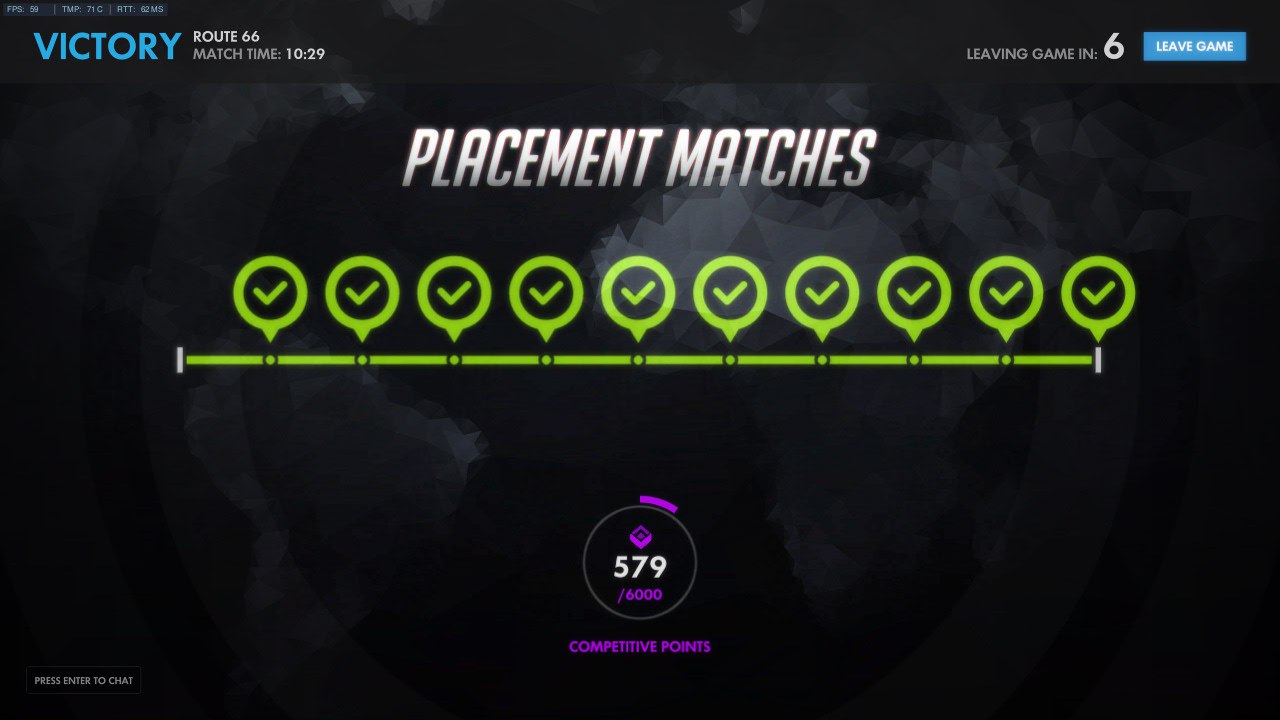 FPS: 59 | TMP: 71 C | RTT: 62 MS
VICTORY
ROUTE 66
MATCH TIME: 10:29
LEAVING GAME IN: 6
LEAVE GAME
PLACEMENT MATCHES
579
/6000
COMPETITIVE POINTS
PRESS ENTER TO CHAT